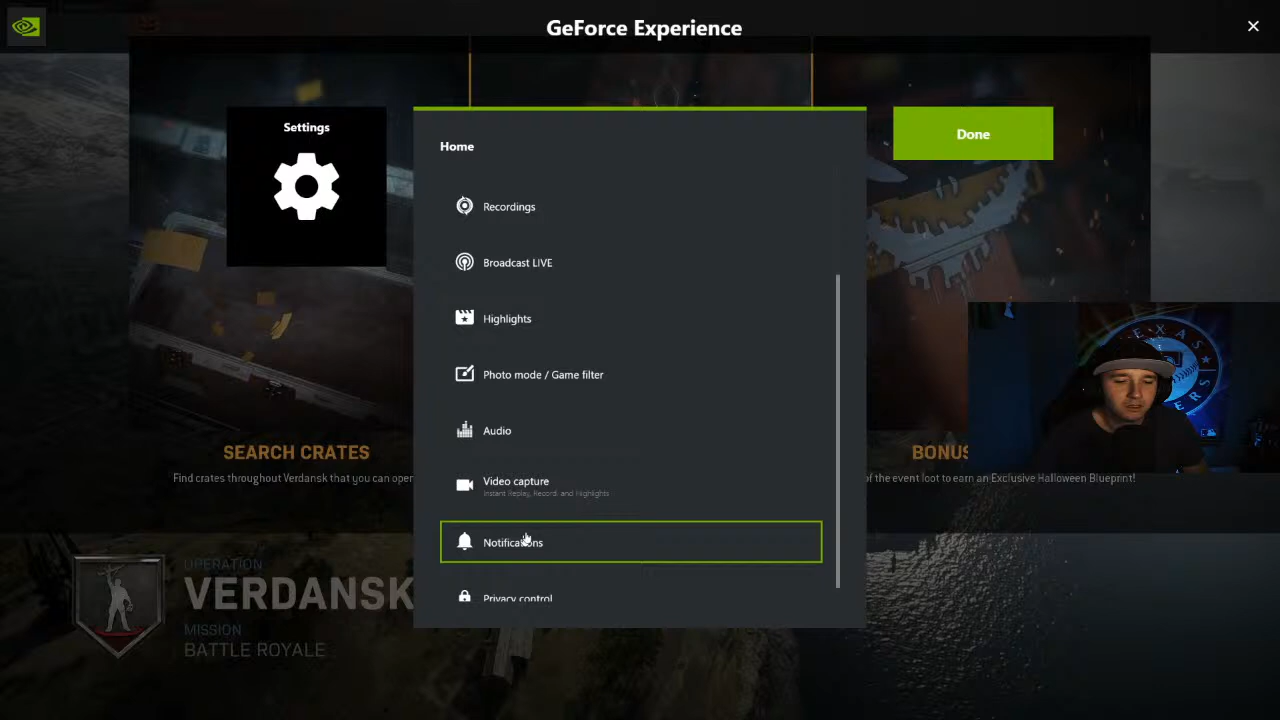 GeForce Experience
Settings
Home
Done
Recordings
Broadcast LIVE
Highlights
Photo mode / Game filter
Audio
Video capture
Instant Replay, Record, and Highlights
Notifications
Privacy control
SEARCH CRATES
Find crates throughout Verdansk that you can oper
BONUS
of the event loot to earn an Exclusive Halloween Blueprint!
OPERATION
VERDANSK
MISSION
BATTLE ROYALE
TEXAS